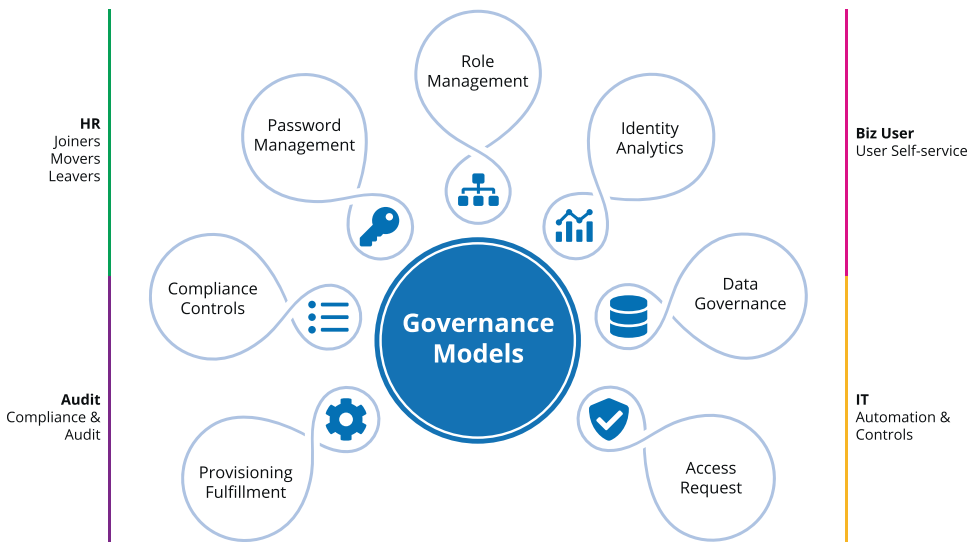 Role
Management
Password
Management
Identity
Analytics
HR
Joiners
Movers
Leavers
Biz User
User Self-service
Compliance
Controls
Data
Governance
Governance
Models
Audit
Compliance &
Audit
IT
Automation &
Controls
Provisioning
Fulfillment
Access
Request